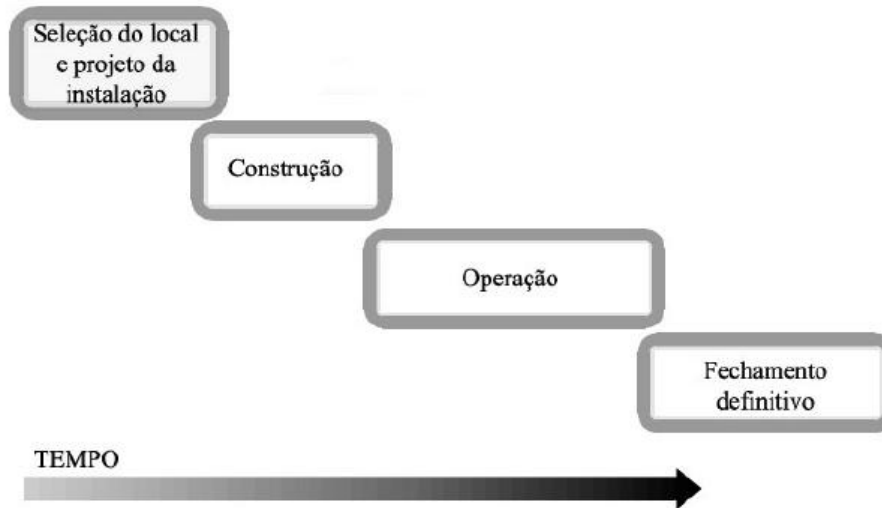 Seleção do local
e projeto da
instalação
Construção
Operação
Fechamento
definitivo
TEMPO